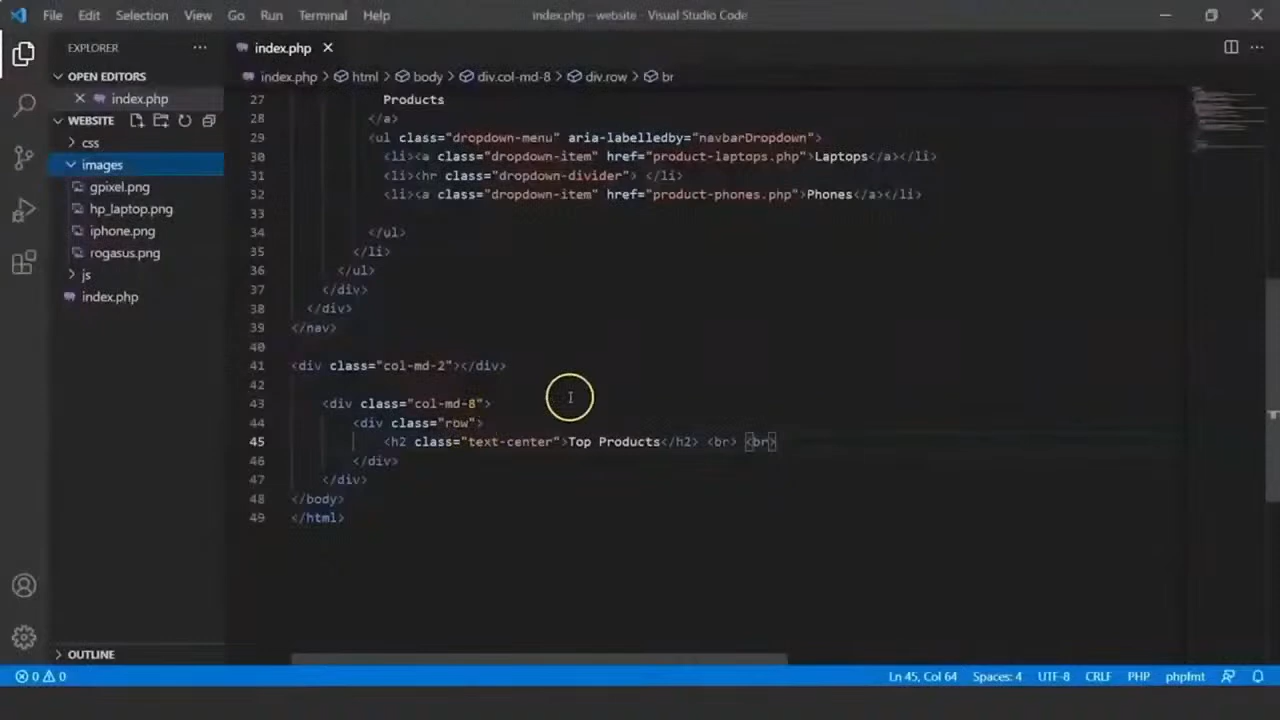 File Edit Selection View Go Run Terminal Help index.php - website - Visual Studio Code
EXPLORER ··· index.php
OPEN EDITORS index.php > html > body > div.col-md-8 > div.row > br
index.php
WEBSITE
css
images
gpixel.png
hp_laptop.png
iphone.png
rogasus.png
js
index.php
OUTLINE
27 Products
28 </a>
29 <ul class="dropdown-menu" aria-labelledby="navbarDropdown">
30 <li><a class="dropdown-item" href="product-laptops.php">Laptops</a></li>
31 <li><hr class="dropdown-divider"> </li>
32 <li><a class="dropdown-item" href="product-phones.php">Phones</a></li>
33
34 </ul>
35 </li>
36 </ul>
37 </div>
38 </div>
39 </nav>
40
41 <div class="col-md-2"></div>
42
43 <div class="col-md-8">
44 <div class="row">
45 <h2 class="text-center">Top Products</h2> <br> <br>
46 </div>
47 </div>
48 </body>
49 </html>
0 0 Ln 45, Col 64 Spaces: 4 UTF-8 CRLF PHP phpfmt